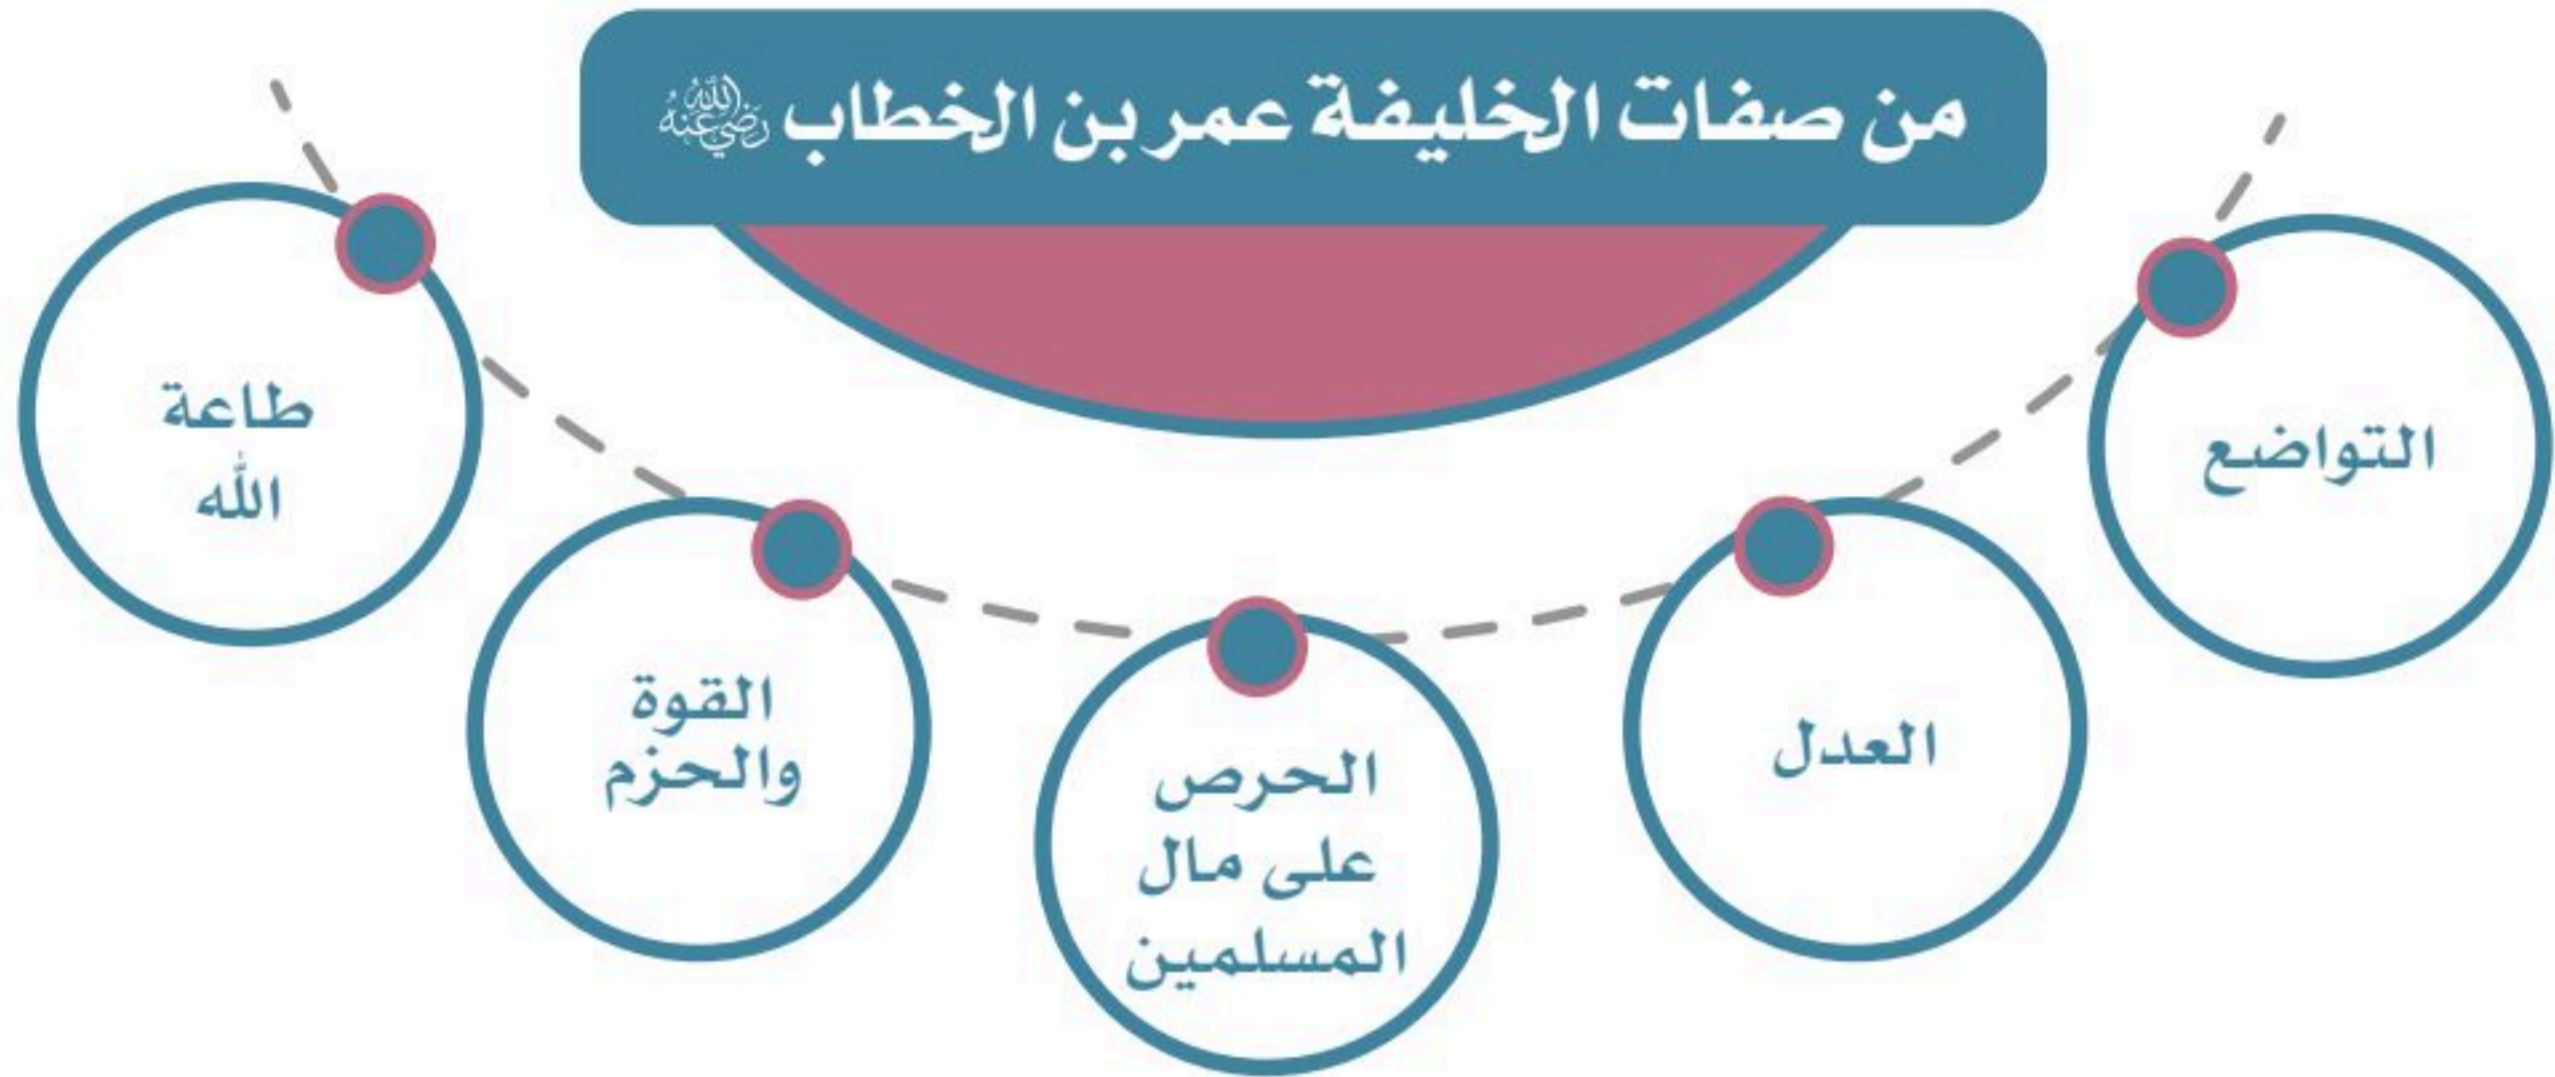 من صفات الخليفة عمر بن الخطاب رضي الله عنه
التواضع
العدل
الحرص
على مال
المسلمين
القوة
والحزم
طاعة
الله